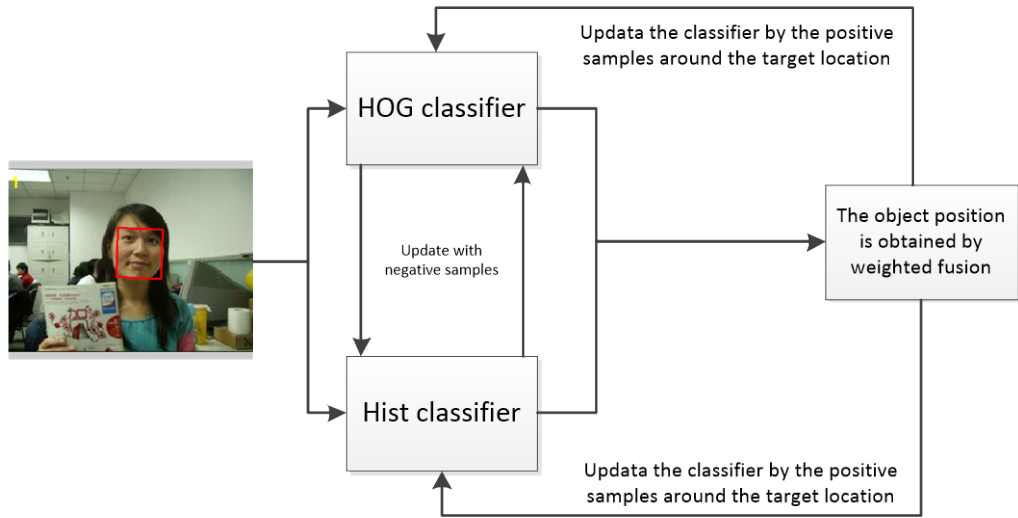 Updata the classifier by the positive
samples around the target location
HOG classifier
1
Update with
negative samples
The object position
is obtained by
weighted fusion
Hist classifier
Updata the classifier by the positive
samples around the target location